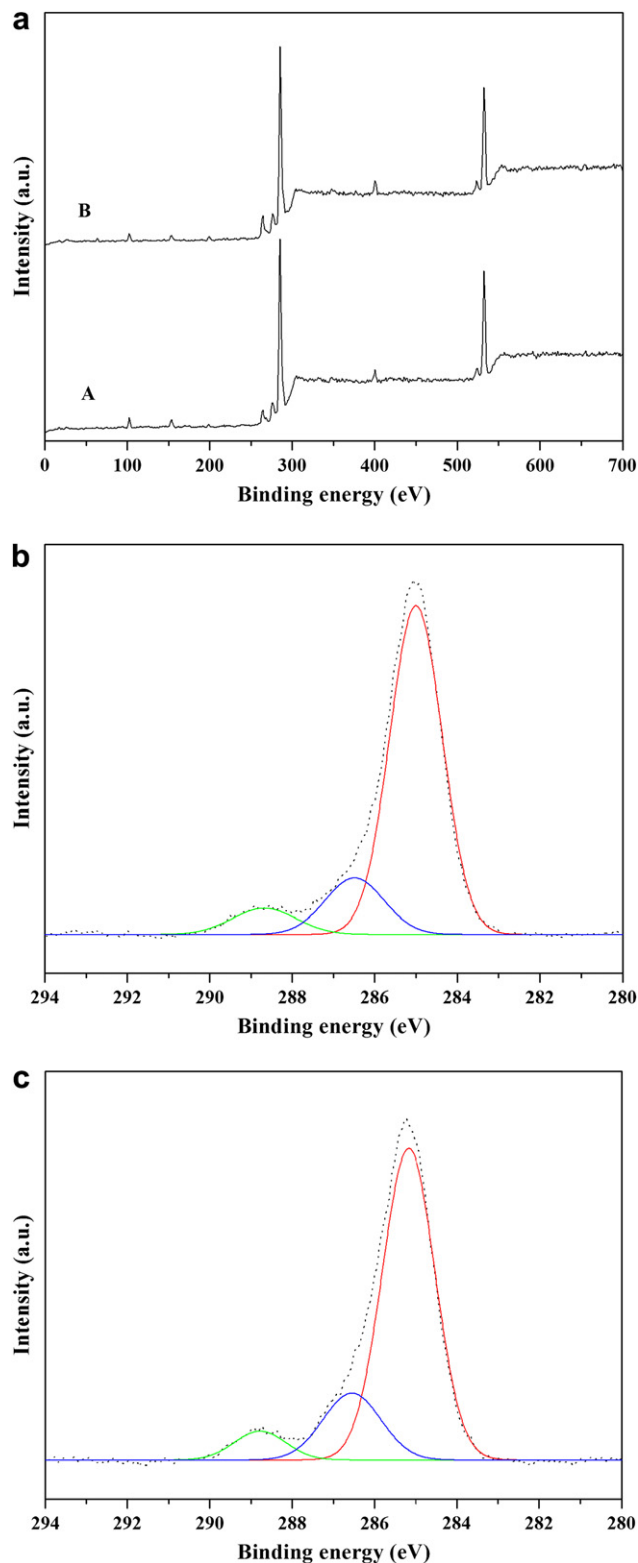 a
Intensity (a.u.)
B
A
0 100 200 300 400 500 600 700
Binding energy (eV)
b
Intensity (a.u.)
294 292 290 288 286 284 282 280
Binding energy (eV)
c
Intensity (a.u.)
294 292 290 288 286 284 282 280
Binding energy (eV)